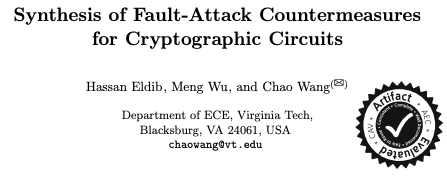 Synthesis of Fault-Attack Countermeasures
for Cryptographic Circuits
Hassan Eldib, Meng Wu, and Chao Wang(✉)
Department of ECE, Virginia Tech,
Blacksburg, VA 24061, USA
chaowang@vt.edu
Artifact
Evaluated
CAV
AEC